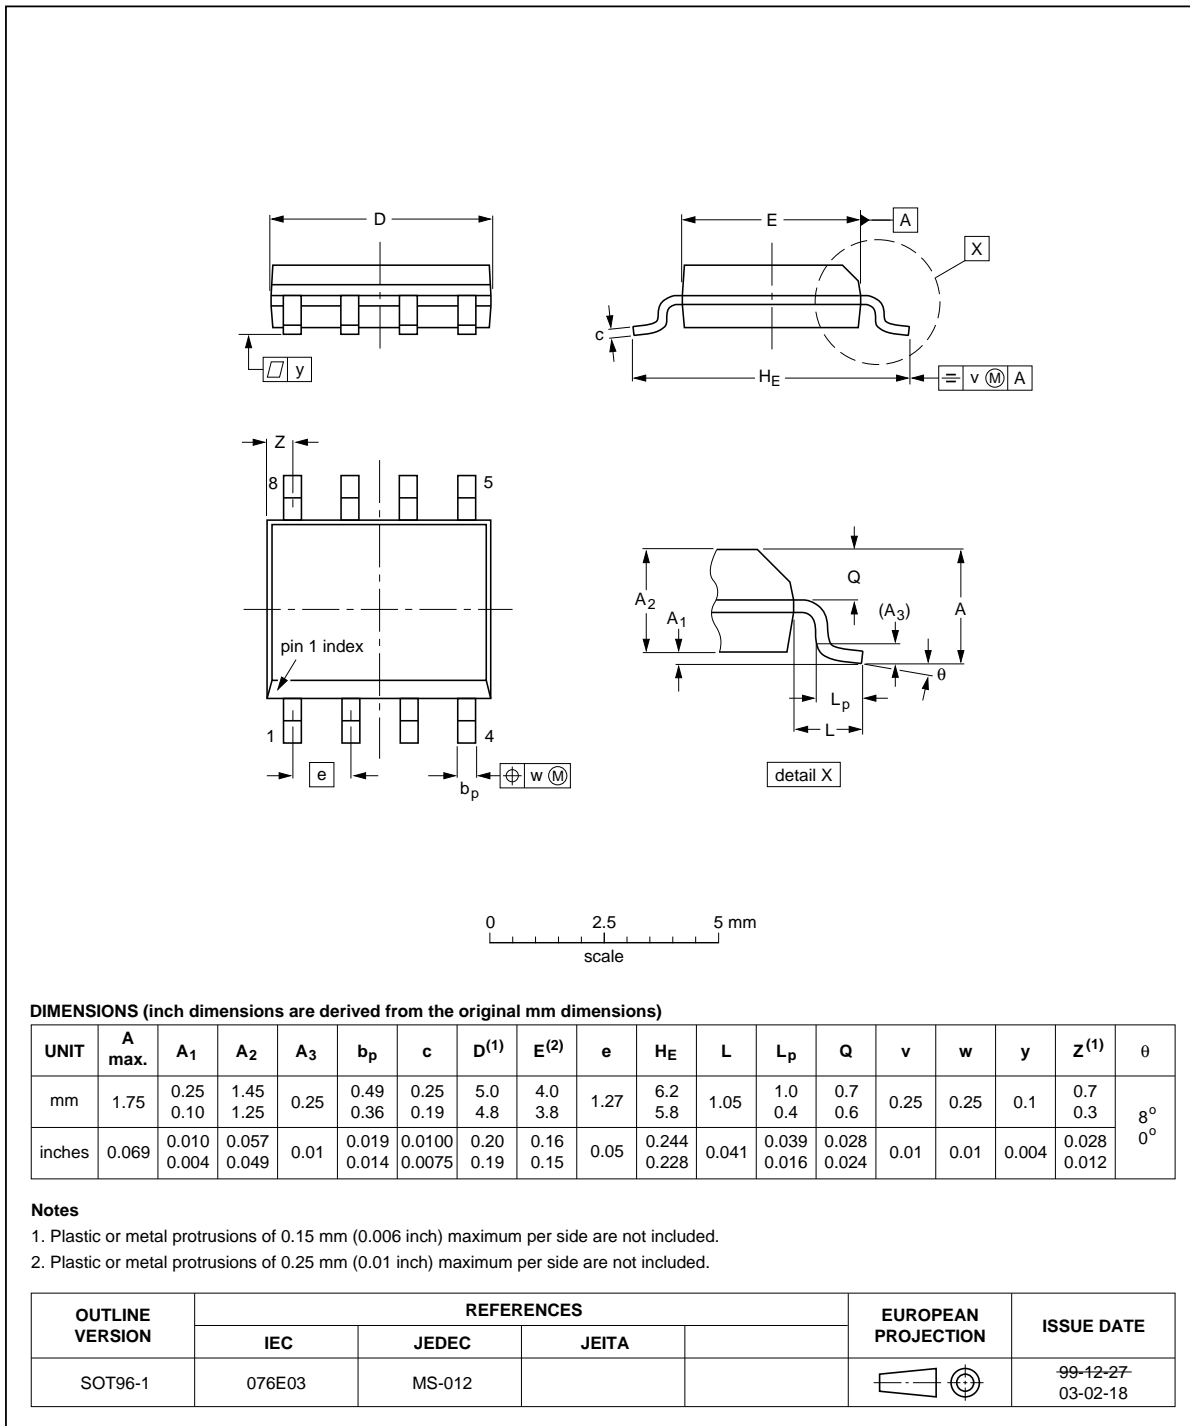 D
E
A
X
c
y
HE
v M A
Z
8
5
pin 1 index
1
4
e
bp
w M
A2
A1
Q
(A3)
A
θ
Lp
L
detail X
0 2.5 5 mm
scale
DIMENSIONS (inch dimensions are derived from the original mm dimensions)
UNIT A max. A1 A2 A3 bp c D(1) E(2) e HE L Lp Q v w y Z(1) θ
mm 1.75 0.25 0.10 1.45 1.25 0.25 0.49 0.36 0.25 0.19 5.0 4.8 4.0 3.8 1.27 6.2 5.8 1.05 1.0 0.4 0.7 0.6 0.25 0.25 0.1 0.7 0.3 8o 0o
inches 0.069 0.010 0.004 0.057 0.049 0.01 0.019 0.014 0.0100 0.0075 0.20 0.19 0.16 0.15 0.05 0.244 0.228 0.041 0.039 0.016 0.028 0.024 0.01 0.01 0.004 0.028 0.012
Notes
1. Plastic or metal protrusions of 0.15 mm (0.006 inch) maximum per side are not included.
2. Plastic or metal protrusions of 0.25 mm (0.01 inch) maximum per side are not included.
OUTLINE VERSION REFERENCES EUROPEAN PROJECTION ISSUE DATE
IEC JEDEC JEITA
SOT96-1 076E03 MS-012 99-12-27
03-02-18